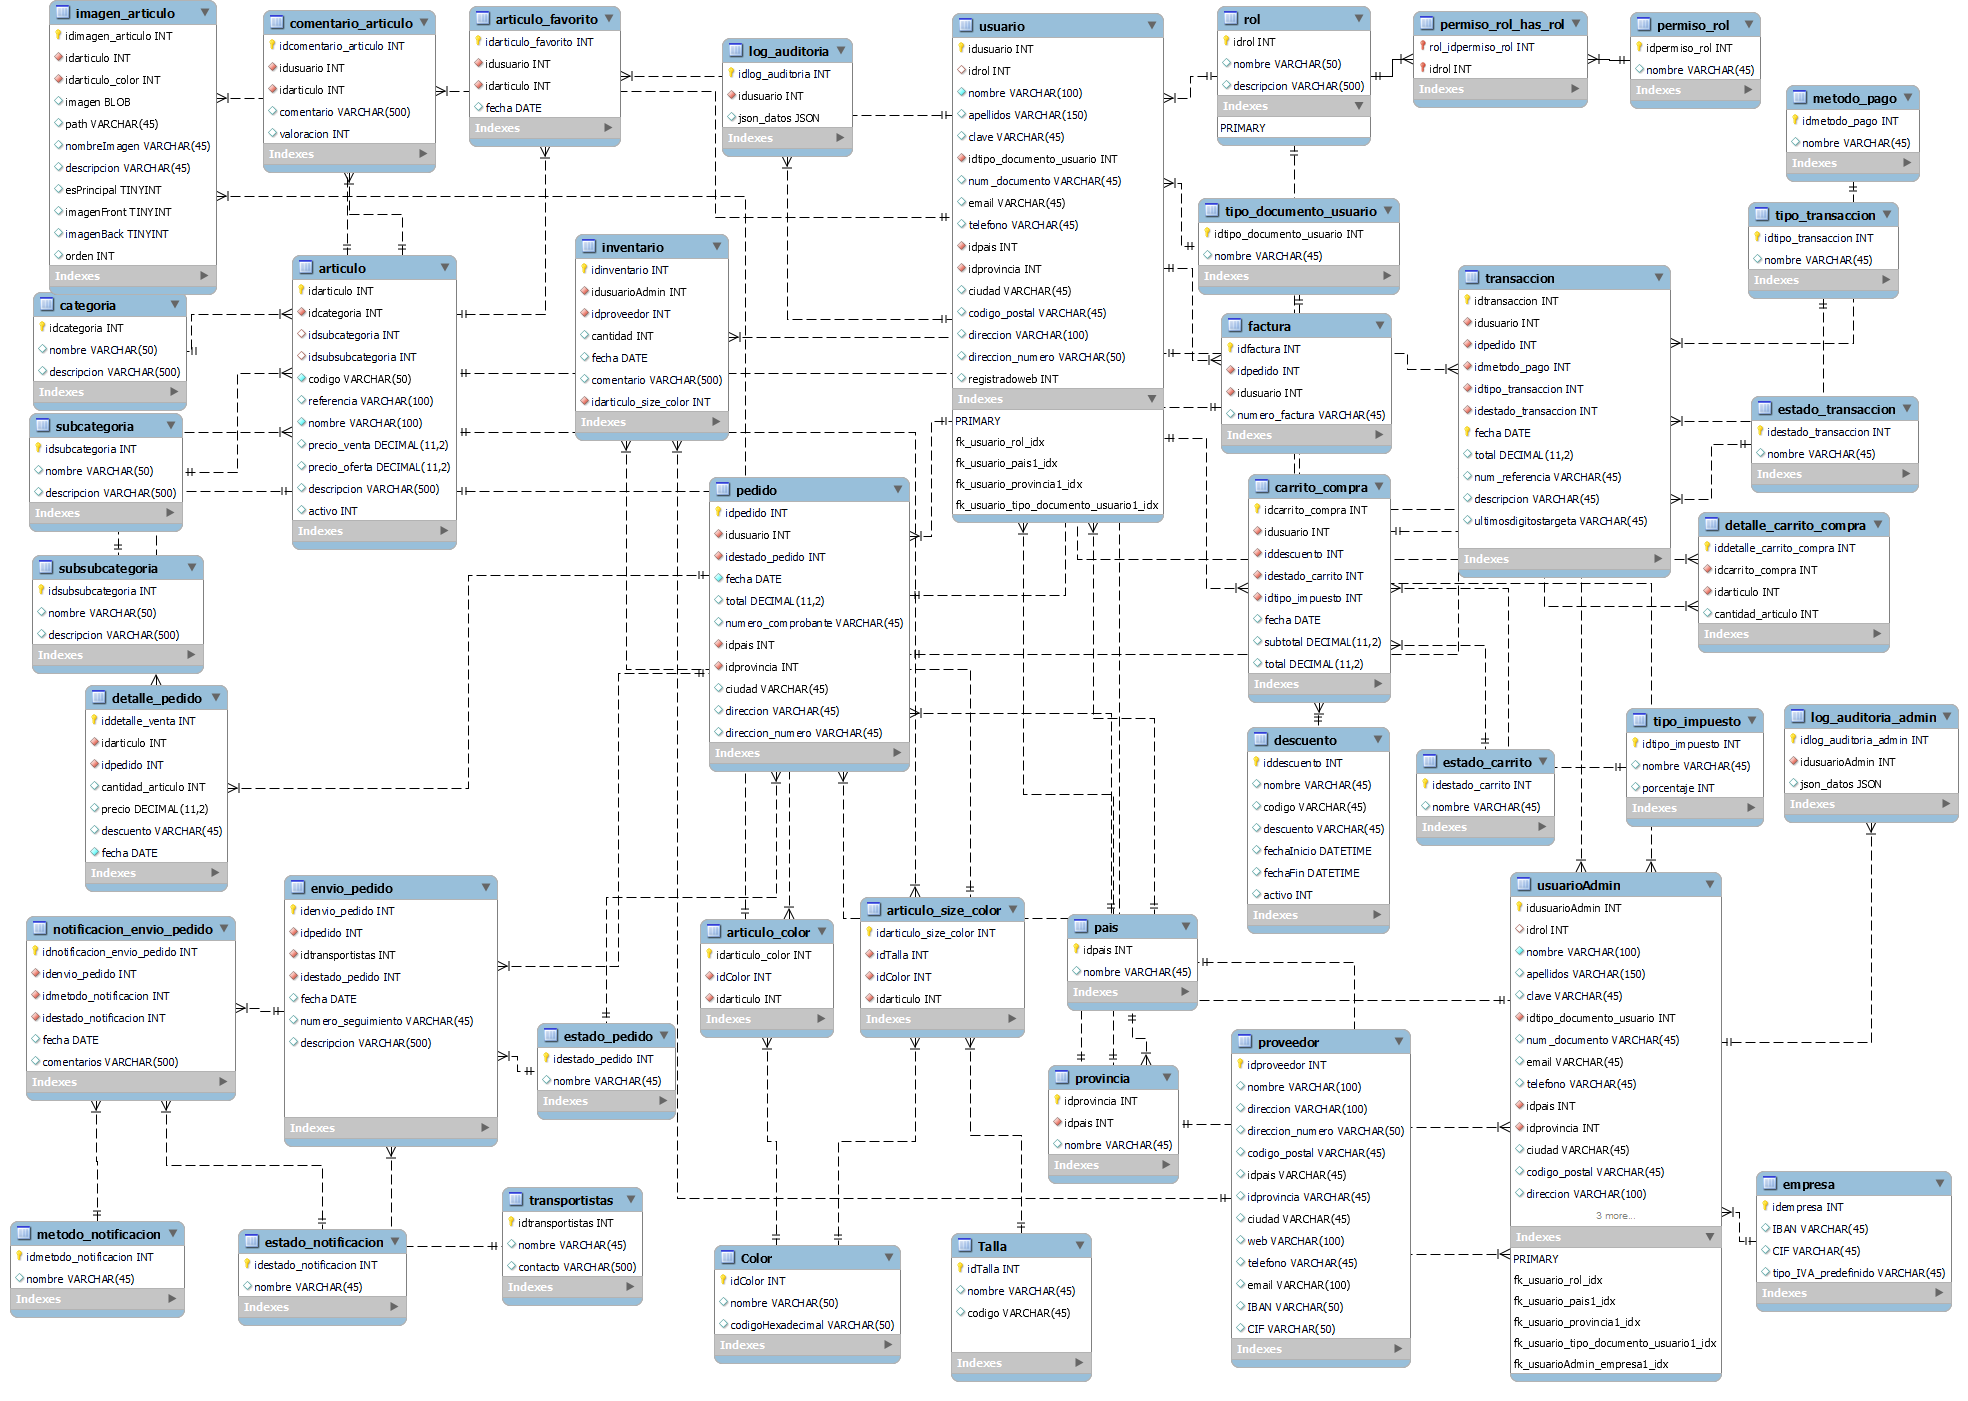 imagen_articulo
idimagen_articulo INT
idarticulo INT
idarticulo_color INT
imagen BLOB
path VARCHAR(45)
nombreImagen VARCHAR(45)
descripcion VARCHAR(45)
esPrincipal TINYINT
imagenFront TINYINT
imagenBack TINYINT
orden INT
Indexes
comentario_articulo
idcomentario_articulo INT
idusuario INT
idarticulo INT
comentario VARCHAR(500)
valoracion INT
Indexes
articulo_favorito
idarticulo_favorito INT
idusuario INT
idarticulo INT
fecha DATE
Indexes
log_auditoria
idlog_auditoria INT
idusuario INT
json_datos JSON
Indexes
usuario
idusuario INT
idrol INT
nombre VARCHAR(100)
apellidos VARCHAR(150)
clave VARCHAR(45)
idtipo_documento_usuario INT
num_documento VARCHAR(45)
email VARCHAR(45)
telefono VARCHAR(45)
idpais INT
idprovincia INT
ciudad VARCHAR(45)
codigo_postal VARCHAR(45)
direccion VARCHAR(100)
direccion_numero VARCHAR(50)
registradoweb INT
Indexes
PRIMARY
fk_usuario_rol_idx
fk_usuario_pais1_idx
fk_usuario_provincia1_idx
fk_usuario_tipo_documento_usuario1_idx
rol
idrol INT
nombre VARCHAR(50)
descripcion VARCHAR(500)
Indexes
PRIMARY
permiso_rol_has_rol
rol_idpermiso_rol INT
idrol INT
Indexes
permiso_rol
idpermiso_rol INT
nombre VARCHAR(45)
Indexes
metodo_pago
idmetodo_pago INT
nombre VARCHAR(45)
Indexes
tipo_documento_usuario
idtipo_documento_usuario INT
nombre VARCHAR(45)
Indexes
tipo_transaccion
idtipo_transaccion INT
nombre VARCHAR(45)
Indexes
inventario
idinventario INT
idusuarioAdmin INT
idproveedor INT
cantidad INT
fecha DATE
comentario VARCHAR(500)
idarticulo_size_color INT
Indexes
articulo
idarticulo INT
idcategoria INT
idsubcategoria INT
idsubsubcategoria INT
codigo VARCHAR(50)
referencia VARCHAR(100)
nombre VARCHAR(100)
precio_venta DECIMAL(11,2)
precio_oferta DECIMAL(11,2)
descripcion VARCHAR(500)
activo INT
Indexes
categoria
idcategoria INT
nombre VARCHAR(50)
descripcion VARCHAR(500)
Indexes
subcategoria
idsubcategoria INT
nombre VARCHAR(50)
descripcion VARCHAR(500)
Indexes
subsubcategoria
idsubsubcategoria INT
nombre VARCHAR(50)
descripcion VARCHAR(500)
Indexes
factura
idfactura INT
idpedido INT
idusuario INT
numero_factura VARCHAR(45)
Indexes
transaccion
idtransaccion INT
idusuario INT
idpedido INT
idmetodo_pago INT
idtipo_transaccion INT
idestado_transaccion INT
fecha DATE
total DECIMAL(11,2)
num_referencia VARCHAR(45)
descripcion VARCHAR(45)
ultimosdigitostargeta VARCHAR(45)
Indexes
estado_transaccion
idestado_transaccion INT
nombre VARCHAR(45)
Indexes
pedido
idpedido INT
idusuario INT
idestado_pedido INT
fecha DATE
total DECIMAL(11,2)
numero_comprobante VARCHAR(45)
idpais INT
idprovincia INT
ciudad VARCHAR(45)
direccion VARCHAR(45)
direccion_numero VARCHAR(45)
Indexes
carrito_compra
idcarrito_compra INT
idusuario INT
iddescuento INT
idestado_carrito INT
idtipo_impuesto INT
fecha DATE
subtotal DECIMAL(11,2)
total DECIMAL(11,2)
Indexes
detalle_carrito_compra
iddetalle_carrito_compra INT
idcarrito_compra INT
idarticulo INT
cantidad_articulo INT
Indexes
detalle_pedido
iddetalle_venta INT
idarticulo INT
idpedido INT
cantidad_articulo INT
precio DECIMAL(11,2)
descuento VARCHAR(45)
fecha DATE
Indexes
descuento
iddescuento INT
nombre VARCHAR(45)
codigo VARCHAR(45)
descuento VARCHAR(45)
fechaInicio DATETIME
fechaFin DATETIME
activo INT
Indexes
estado_carrito
idestado_carrito INT
nombre VARCHAR(45)
Indexes
tipo_impuesto
idtipo_impuesto INT
nombre VARCHAR(45)
porcentaje INT
Indexes
log_auditoria_admin
idlog_auditoria_admin INT
idusuarioAdmin INT
json_datos JSON
Indexes
envio_pedido
idenvio_pedido INT
idpedido INT
idtransportistas INT
idestado_pedido INT
fecha DATE
numero_seguimiento VARCHAR(45)
descripcion VARCHAR(500)
Indexes
notificacion_envio_pedido
idnotificacion_envio_pedido INT
idenvio_pedido INT
idmetodo_notificacion INT
idestado_notificacion INT
fecha DATE
comentarios VARCHAR(500)
Indexes
estado_pedido
idestado_pedido INT
nombre VARCHAR(45)
Indexes
articulo_color
idarticulo_color INT
idColor INT
idarticulo INT
Indexes
articulo_size_color
idarticulo_size_color INT
idTalla INT
idColor INT
idarticulo INT
Indexes
pais
idpais INT
nombre VARCHAR(45)
Indexes
provincia
idprovincia INT
idpais INT
nombre VARCHAR(45)
Indexes
proveedor
idproveedor INT
nombre VARCHAR(100)
direccion VARCHAR(100)
direccion_numero VARCHAR(50)
codigo_postal VARCHAR(45)
idpais VARCHAR(45)
idprovincia VARCHAR(45)
ciudad VARCHAR(45)
web VARCHAR(100)
telefono VARCHAR(45)
email VARCHAR(100)
IBAN VARCHAR(50)
CIF VARCHAR(50)
Indexes
usuarioAdmin
idusuarioAdmin INT
idrol INT
nombre VARCHAR(100)
apellidos VARCHAR(150)
clave VARCHAR(45)
idtipo_documento_usuario INT
num_documento VARCHAR(45)
email VARCHAR(45)
telefono VARCHAR(45)
idpais INT
idprovincia INT
ciudad VARCHAR(45)
codigo_postal VARCHAR(45)
direccion VARCHAR(100)
3 more...
Indexes
PRIMARY
fk_usuario_rol_idx
fk_usuario_pais1_idx
fk_usuario_provincia1_idx
fk_usuario_tipo_documento_usuario1_idx
fk_usuarioAdmin_empresa1_idx
empresa
idempresa INT
IBAN VARCHAR(45)
CIF VARCHAR(45)
tipo_IVA_predefinido VARCHAR(45)
Indexes
metodo_notificacion
idmetodo_notificacion INT
nombre VARCHAR(45)
Indexes
estado_notificacion
idestado_notificacion INT
nombre VARCHAR(45)
Indexes
transportistas
idtransportistas INT
nombre VARCHAR(45)
contacto VARCHAR(500)
Indexes
Color
idColor INT
nombre VARCHAR(50)
codigoHexadecimal VARCHAR(50)
Indexes
Talla
idTalla INT
nombre VARCHAR(45)
codigo VARCHAR(45)
Indexes